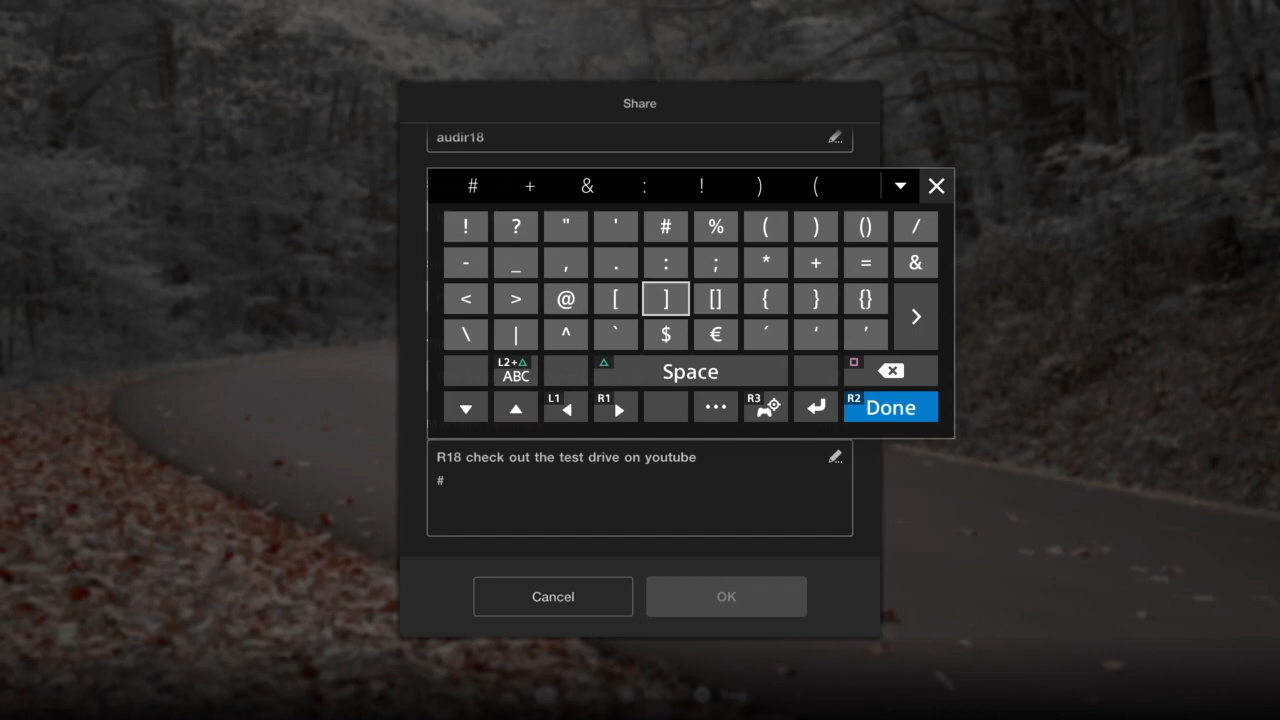 Share
audir18
# + & : ! ) (
! ? " ' # % ( ) () /
- _ , . : ; * + = &
< > @ [ ] [] { } {}
\ | ^ ` $ € ´ ‘ ’
L2+△ ABC △ Space □
L1 R1 ... R3 R2 Done
R18 check out the test drive on youtube
#
Cancel OK